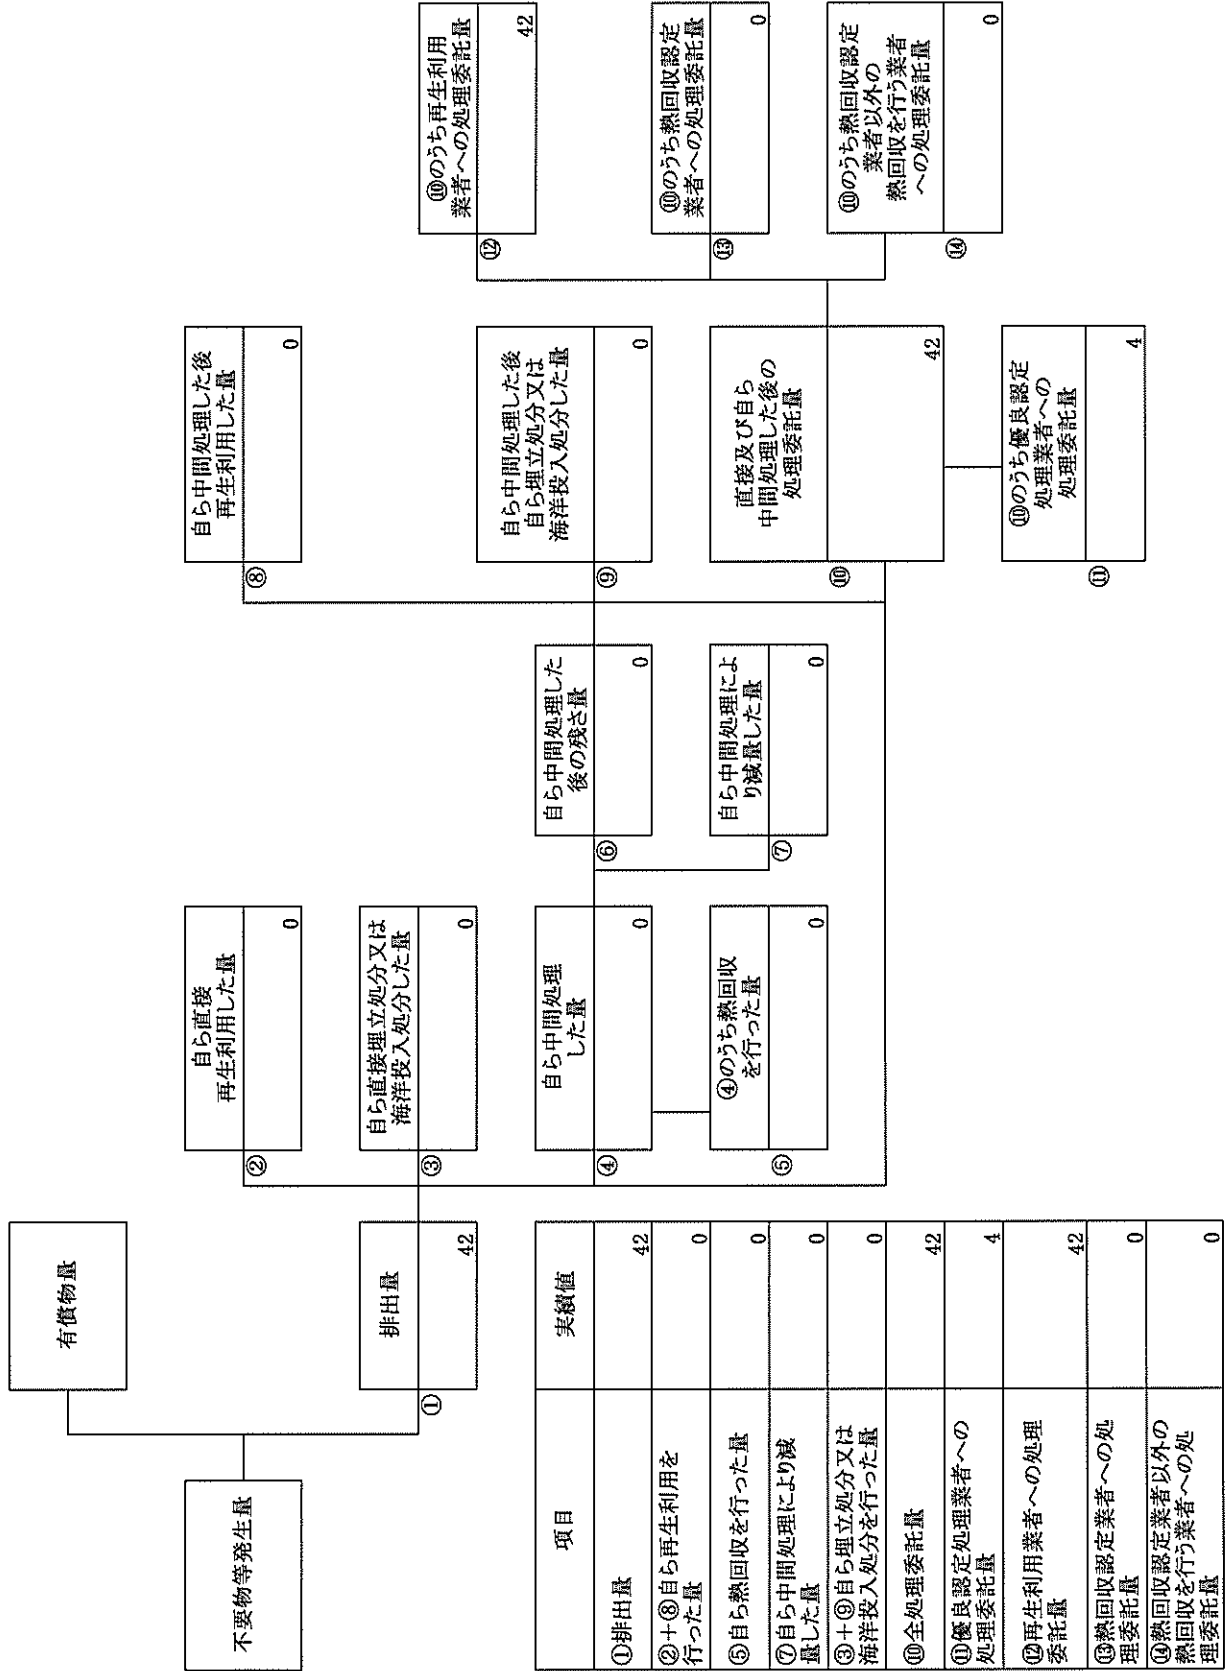 不要物等発生量
有償物量
排出量
①
42
自ら直接
再生利用した量
②
0
自ら直接埋立処分又は
海洋投入処分した量
③
0
自ら中間処理
した量
④
0
④のうち熱回収
を行った量
⑤
0
自ら中間処理した
後の残さ量
⑥
0
自ら中間処理によ
り減量した量
⑦
0
自ら中間処理した後
再生利用した量
⑧
0
自ら中間処理した後
自ら埋立処分又は
海洋投入処分した量
⑨
0
直接及び自ら
中間処理した後の
処理委託量
⑩
42
⑩のうち優良認定
処理業者への
処理委託量
⑪
4
⑩のうち再生利用
業者への処理委託量
⑫
42
⑩のうち熱回収認定
業者への処理委託量
⑬
0
⑩のうち熱回収認定
業者以外の
熱回収を行う業者
への処理委託量
⑭
0
項目 実績値
①排出量 42
②+⑧自ら再生利用を
行った量 0
⑤自ら熱回収を行った量 0
⑦自ら中間処理により減
量した量 0
③+⑨自ら埋立処分又は
海洋投入処分を行った量 0
⑩全処理委託量 42
⑪優良認定処理業者への
処理委託量 4
⑫再生利用業者への処理
委託量 42
⑬熱回収認定業者への処
理委託量 0
⑭熱回収認定業者以外の
熱回収を行う業者への処
理委託量 0